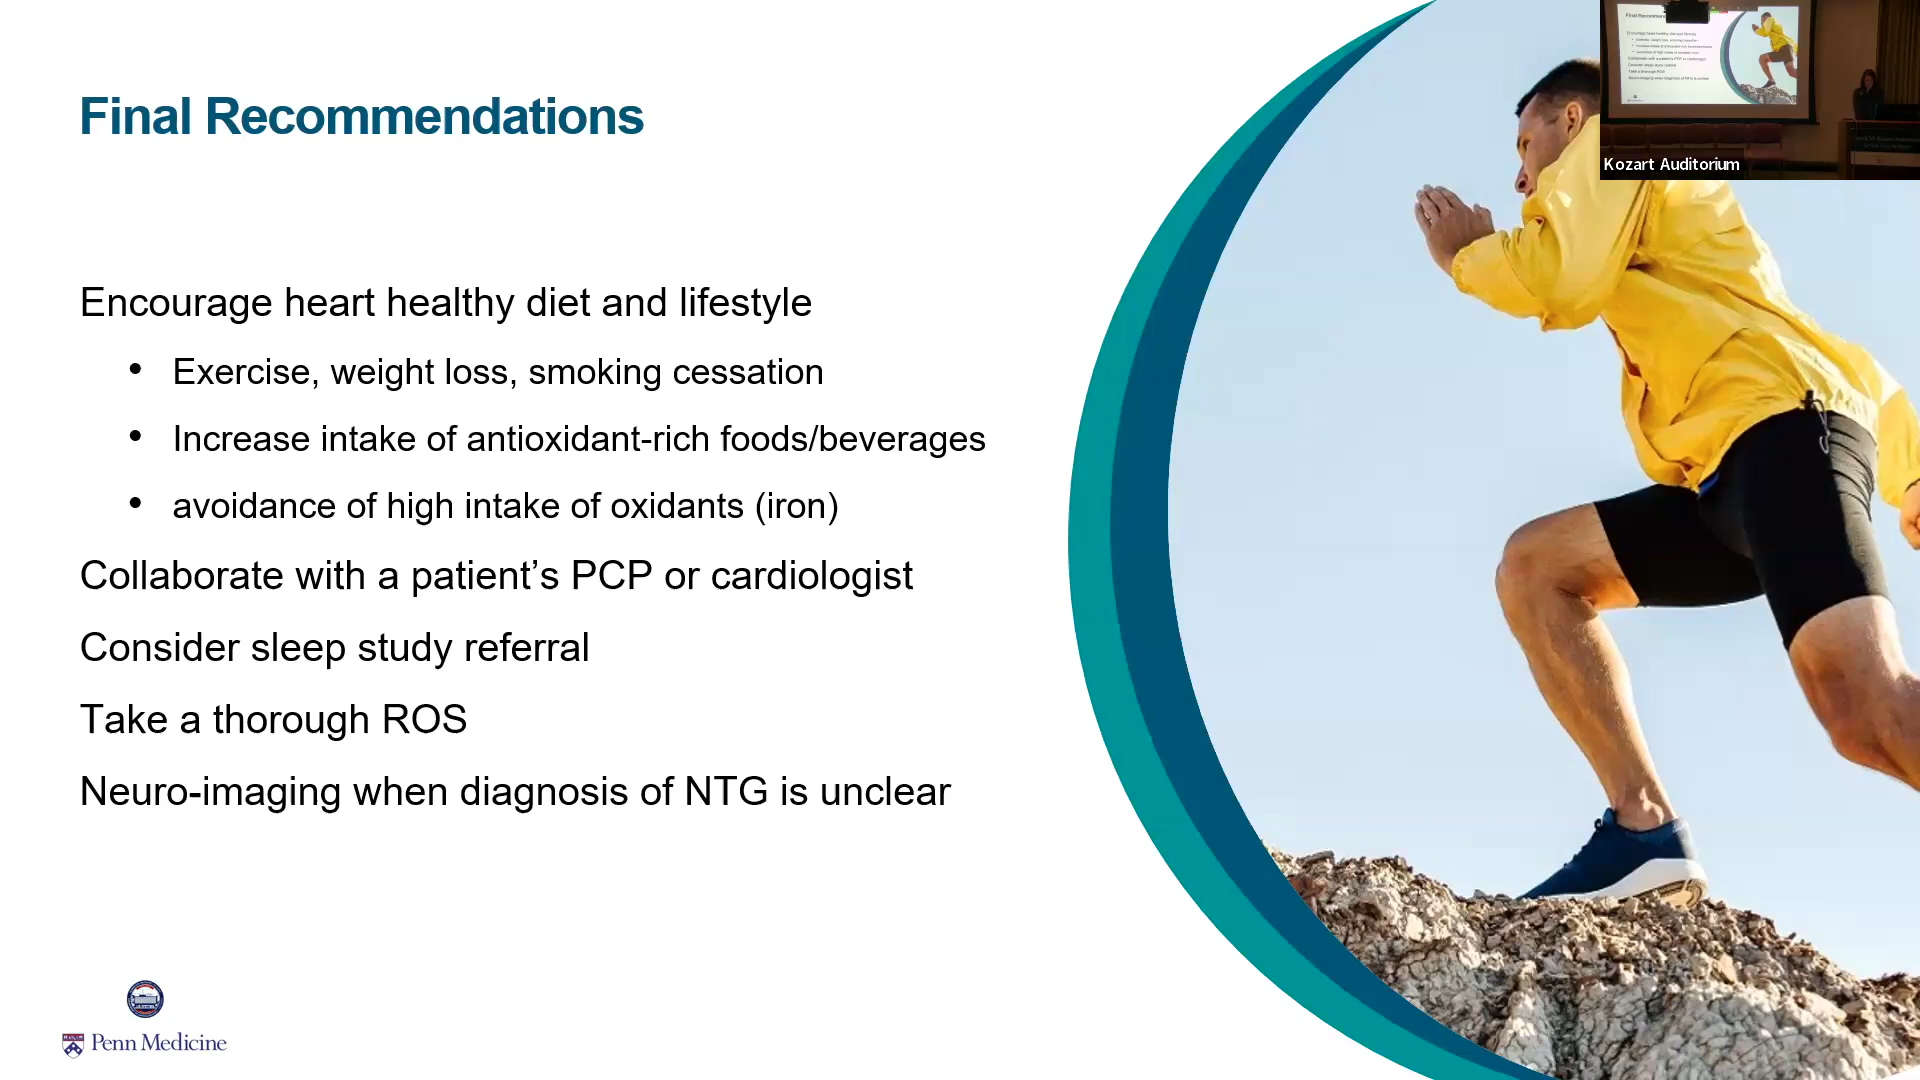 Final Recommendations
Encourage heart healthy diet and lifestyle
• Exercise, weight loss, smoking cessation
• Increase intake of antioxidant-rich foods/beverages
• avoidance of high intake of oxidants (iron)
Collaborate with a patient’s PCP or cardiologist
Consider sleep study referral
Take a thorough ROS
Neuro-imaging when diagnosis of NTG is unclear
Penn Medicine
Kozart Auditorium